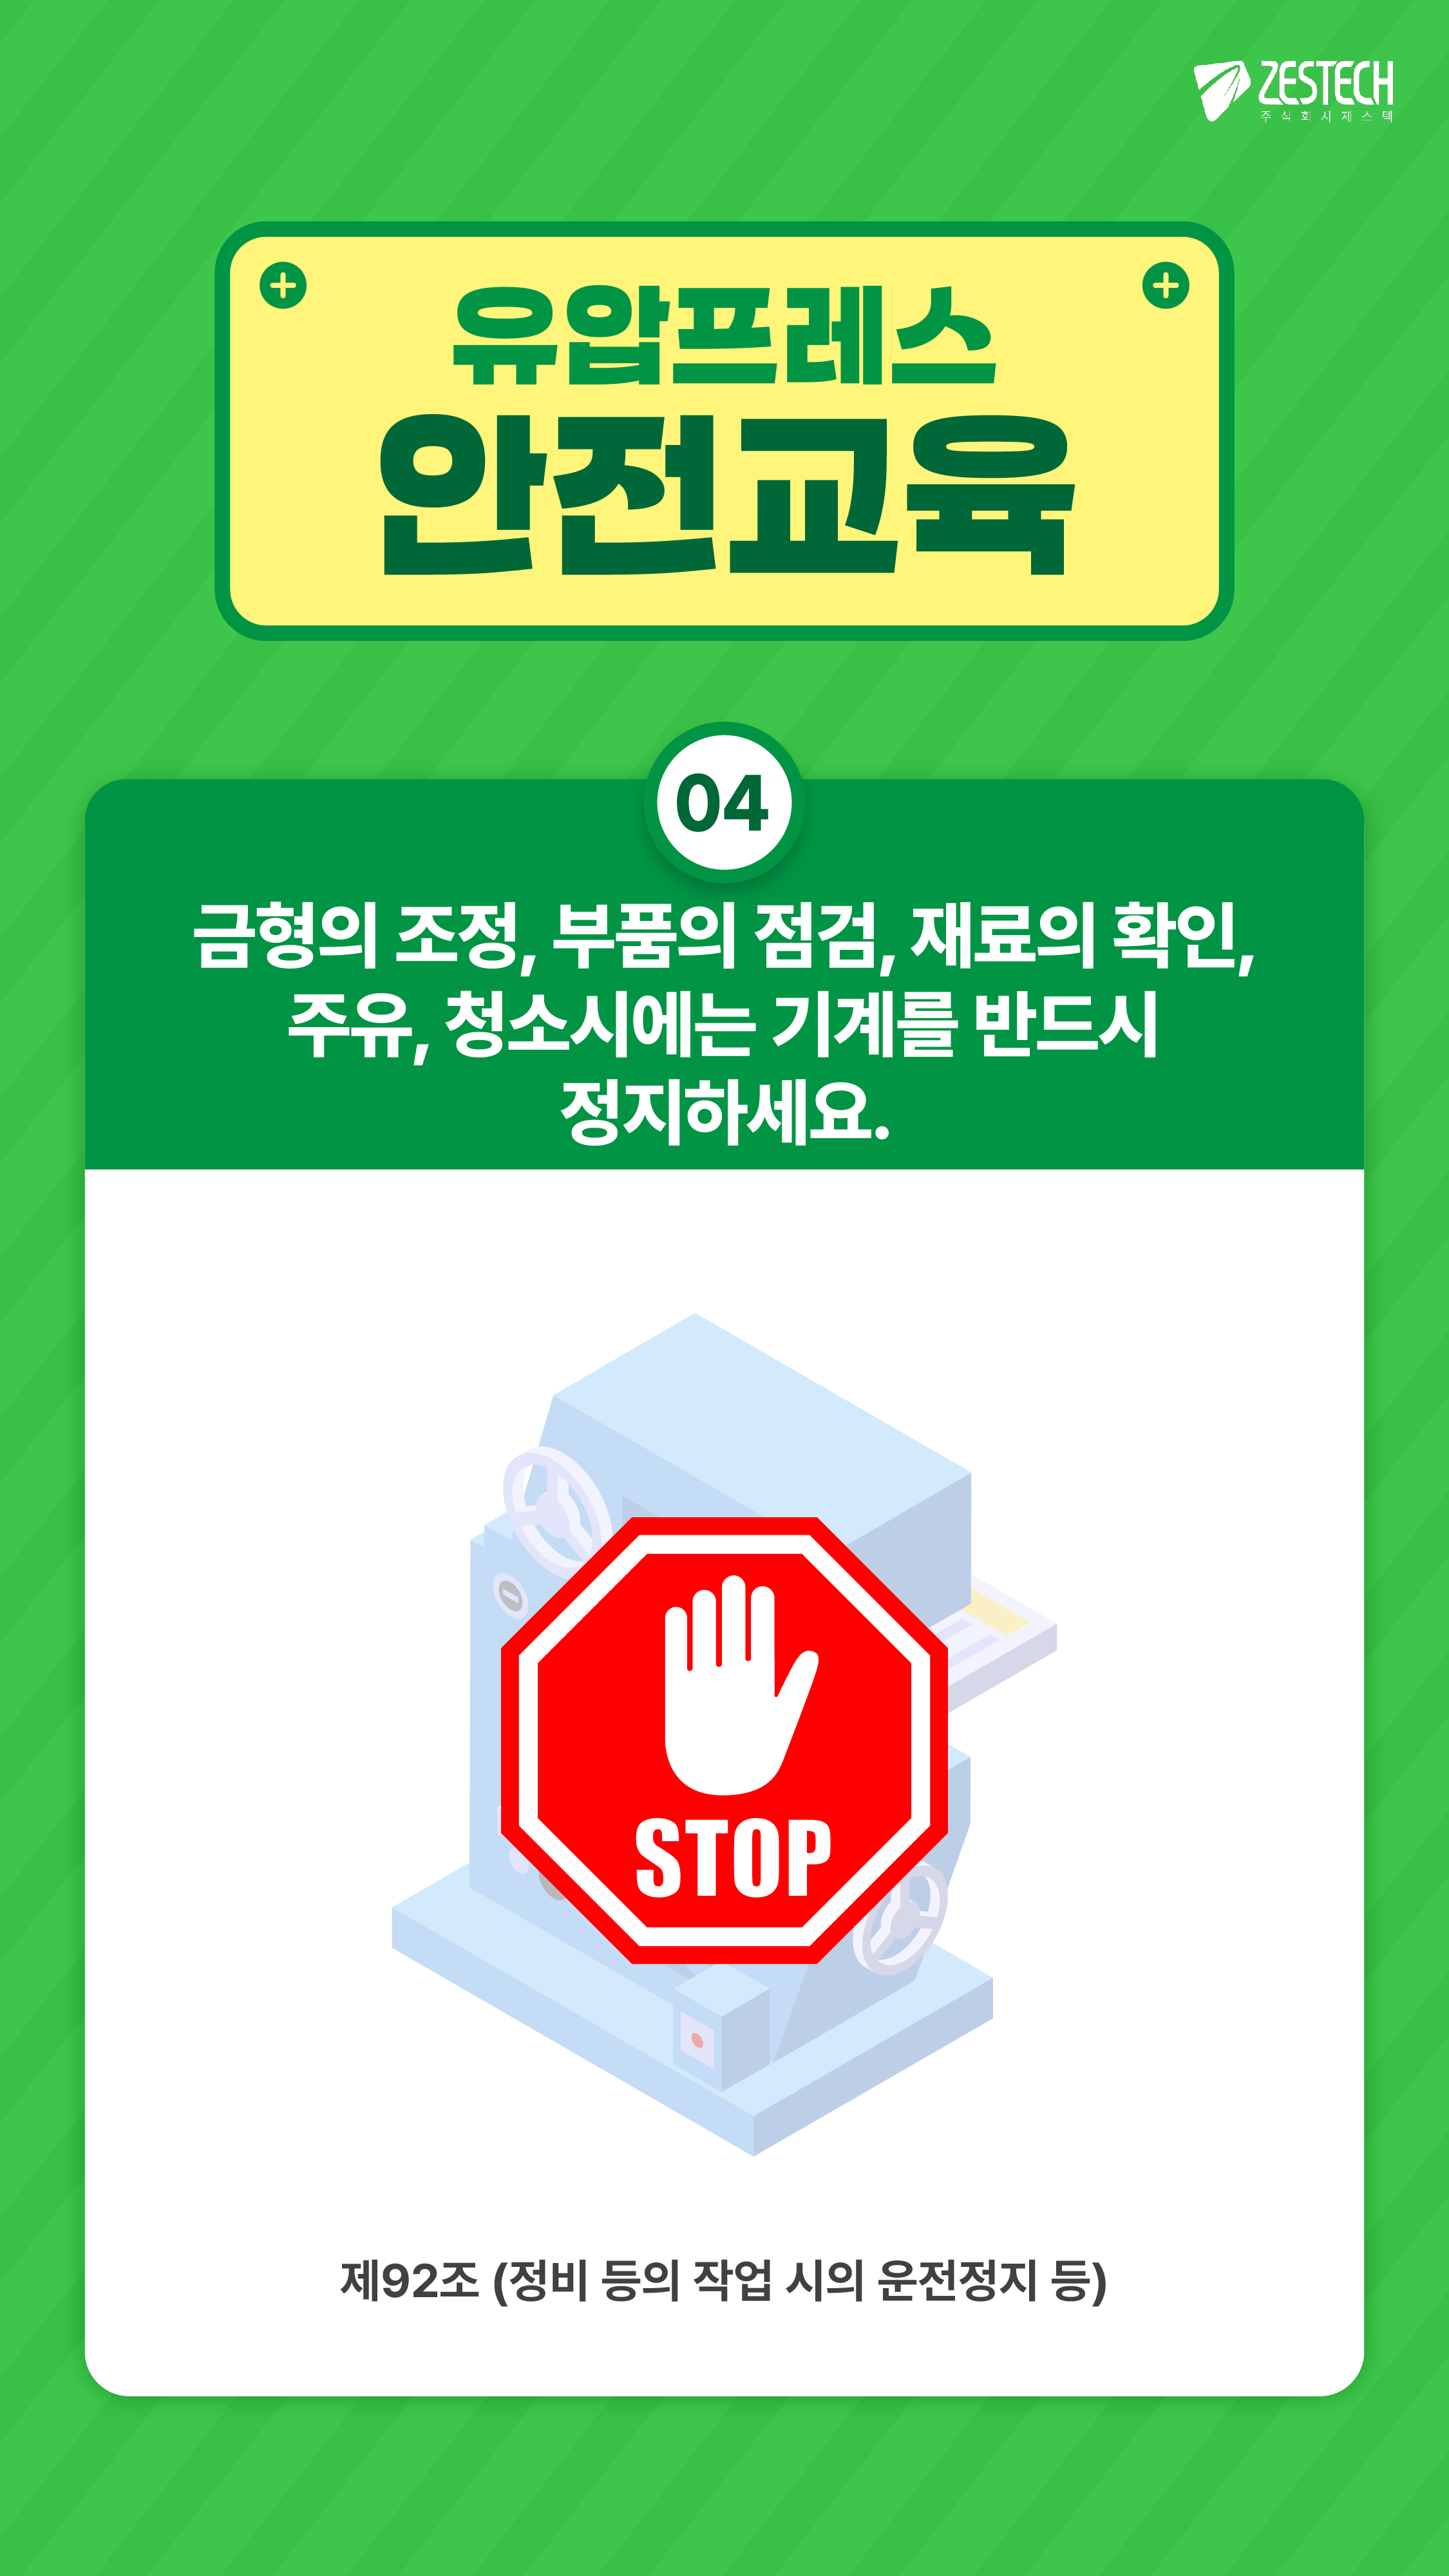 ZESTECH
주식회사제스텍
유압프레스
안전교육
04
금형의 조정, 부품의 점검, 재료의 확인,
주유, 청소시에는 기계를 반드시
정지하세요.
STOP
제92조 (정비 등의 작업 시의 운전정지 등)